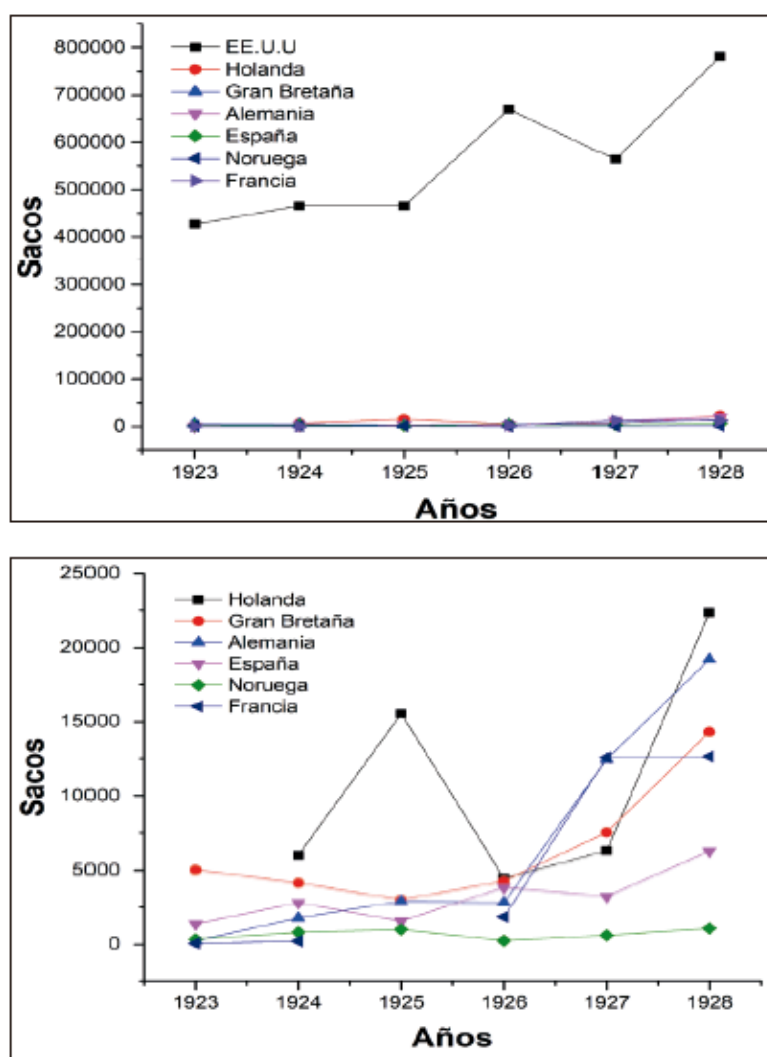 800000
700000
600000
500000
400000
300000
200000
100000
0
Sacos
EE.U.U
Holanda
Gran Bretaña
Alemania
España
Noruega
Francia
1923 1924 1925 1926 1927 1928
Años
25000
20000
15000
10000
5000
0
Sacos
Holanda
Gran Bretaña
Alemania
España
Noruega
Francia
1923 1924 1925 1926 1927 1928
Años